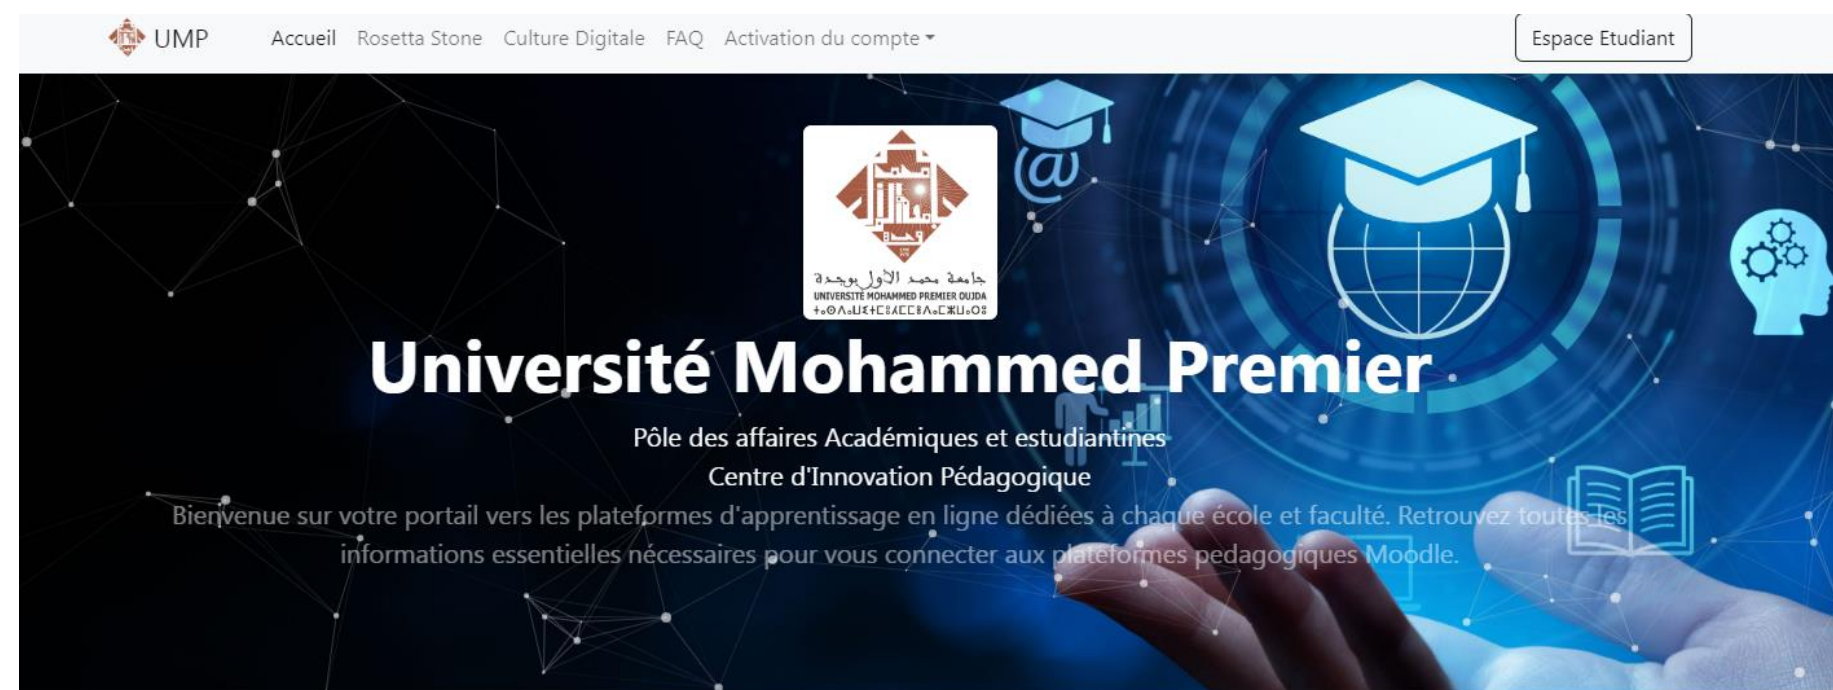 UMP
Accueil Rosetta Stone Culture Digitale FAQ Activation du compte
Espace Etudiant
@
جامعة محمد الأول بوجدة
UNIVERSITÉ MOHAMMED PREMIER OUJDA
Université Mohammed Premier
Pôle des affaires Académiques et estudiantines
Centre d'Innovation Pédagogique
Bienvenue sur votre portail vers les plateformes d'apprentissage en ligne dédiées à chaque école et faculté. Retrouvez toutes les
informations essentielles nécessaires pour vous connecter aux plateformes pedagogiques Moodle.